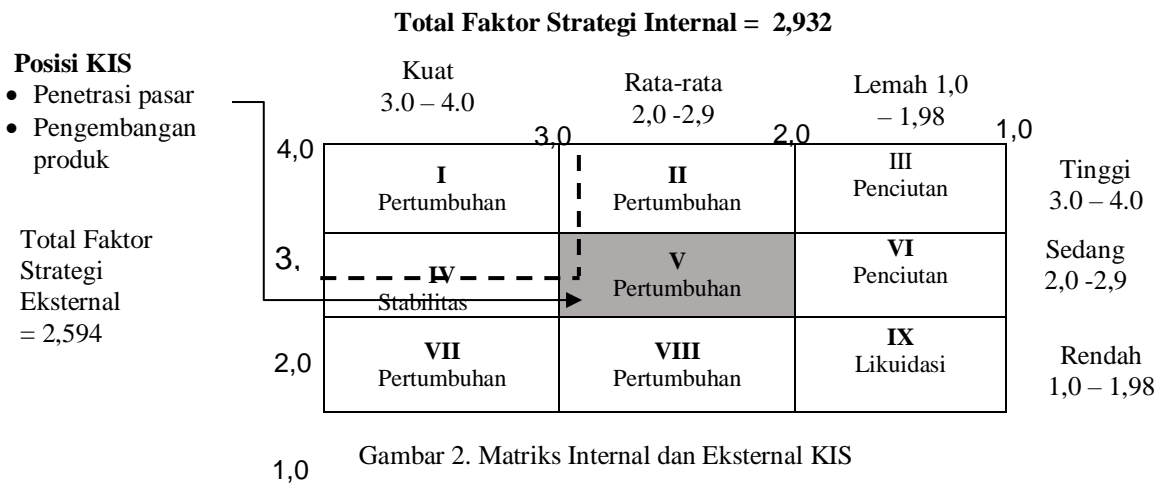 Total Faktor Strategi Internal = 2,932
Posisi KIS
• Penetrasi pasar
• Pengembangan
produk
Kuat
3.0 – 4.0
Rata-rata
2,0 -2,9
Lemah 1,0
– 1,98
4,0
3,0
2,0
1,0
I
Pertumbuhan
II
Pertumbuhan
III
Penciutan
Tinggi
3.0 – 4.0
Total Faktor
Strategi
Eksternal
= 2,594
3,
IV
Stabilitas
V
Pertumbuhan
VI
Penciutan
Sedang
2,0 -2,9
2,0
VII
Pertumbuhan
VIII
Pertumbuhan
IX
Likuidasi
Rendah
1,0 – 1,98
1,0
Gambar 2. Matriks Internal dan Eksternal KIS